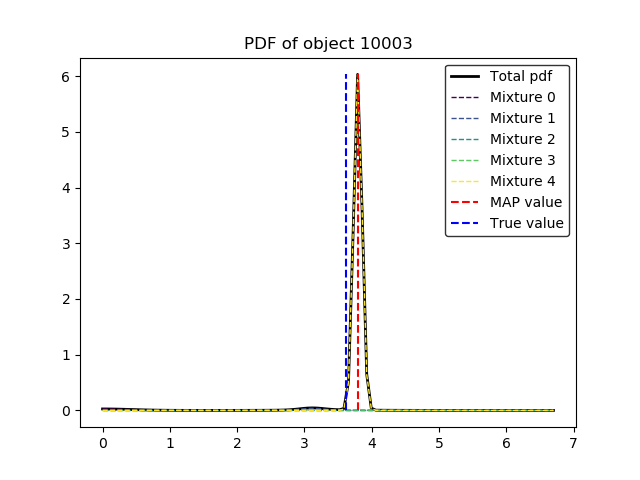 PDF of object 10003
6
5
4
3
2
1
0
0 1 2 3 4 5 6 7
Total pdf
Mixture 0
Mixture 1
Mixture 2
Mixture 3
Mixture 4
MAP value
True value